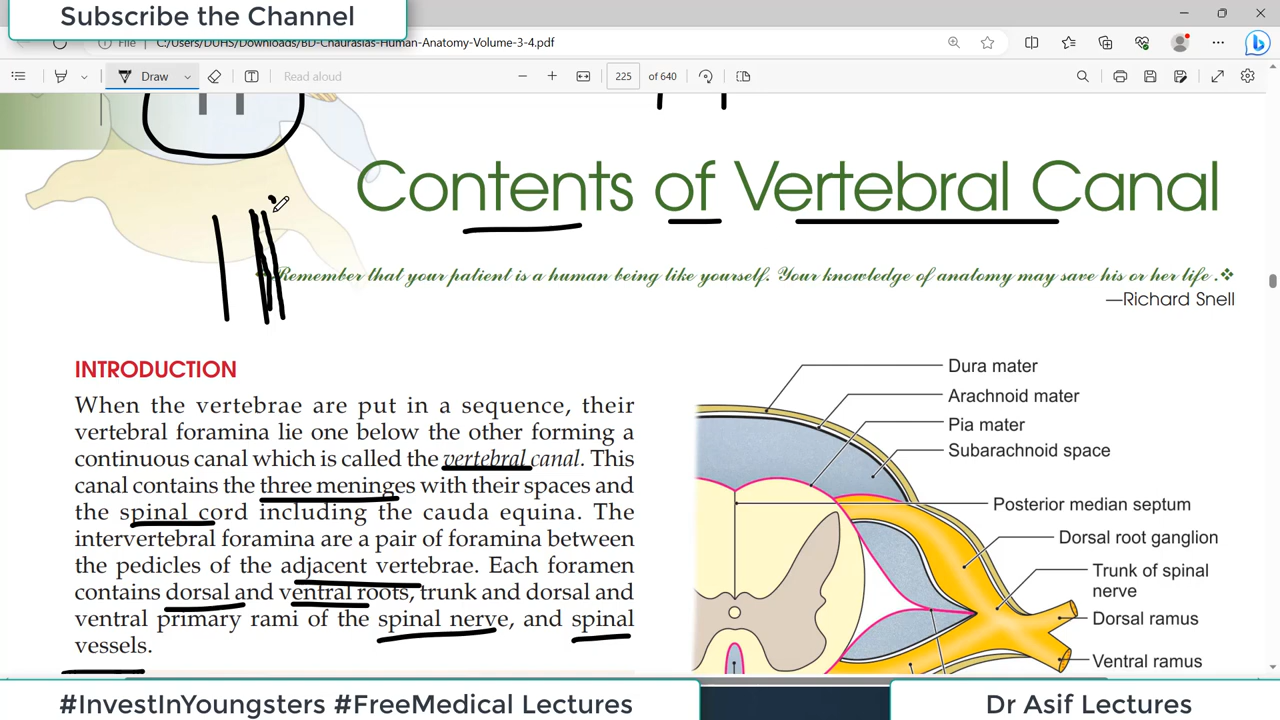 Subscribe the Channel
File C:/Users/DUHS/Downloads/BD-Chaurasias-Human-Anatomy-Volume-3-4.pdf
Draw Read aloud 225 of 640
Contents of Vertebral Canal
Remember that your patient is a human being like yourself. Your knowledge of anatomy may save his or her life .
—Richard Snell
INTRODUCTION
When the vertebrae are put in a sequence, their
vertebral foramina lie one below the other forming a
continuous canal which is called the vertebral canal. This
canal contains the three meninges with their spaces and
the spinal cord including the cauda equina. The
intervertebral foramina are a pair of foramina between
the pedicles of the adjacent vertebrae. Each foramen
contains dorsal and ventral roots, trunk and dorsal and
ventral primary rami of the spinal nerve, and spinal
vessels.
Dura mater
Arachnoid mater
Pia mater
Subarachnoid space
Posterior median septum
Dorsal root ganglion
Trunk of spinal
nerve
Dorsal ramus
Ventral ramus
#InvestInYoungsters #FreeMedical Lectures
Dr Asif Lectures